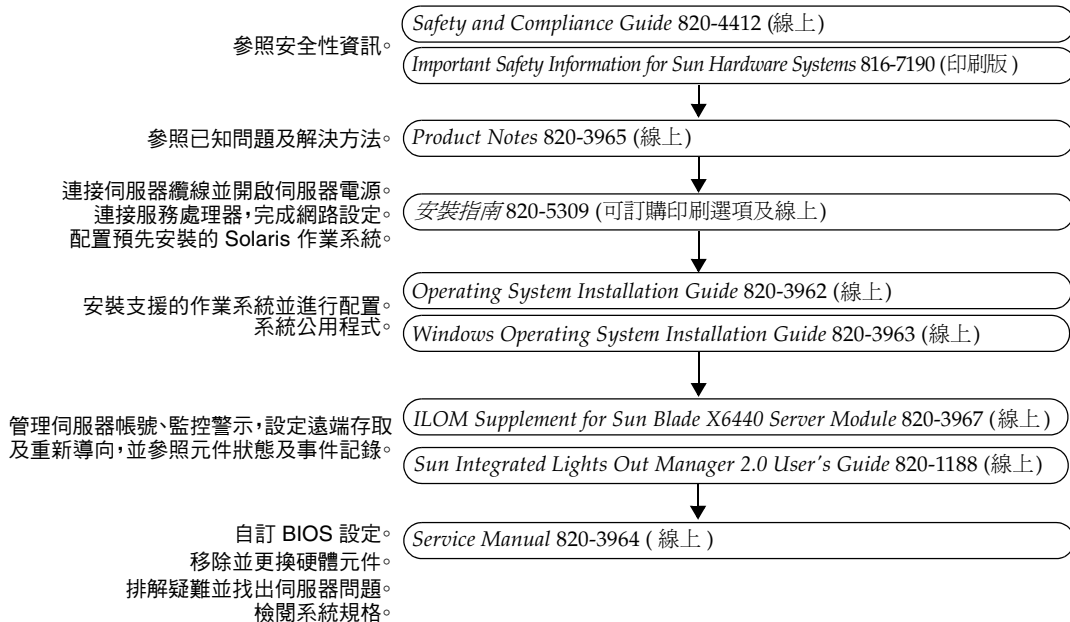 參照安全性資訊。
Safety and Compliance Guide 820-4412 (線上)
Important Safety Information for Sun Hardware Systems 816-7190 (印刷版 )
參照已知問題及解決方法。
Product Notes 820-3965 (線上)
連接伺服器纜線並開啟伺服器電源。
連接服務處理器，完成網路設定。
配置預先安裝的 Solaris 作業系統。
安裝指南 820-5309 (可訂購印刷選項及線上)
安裝支援的作業系統並進行配置。
系統公用程式。
Operating System Installation Guide 820-3962 (線上)
Windows Operating System Installation Guide 820-3963 (線上)
管理伺服器帳號、監控警示，設定遠端存取
及重新導向，並參照元件狀態及事件記錄。
ILOM Supplement for Sun Blade X6440 Server Module 820-3967 (線上)
Sun Integrated Lights Out Manager 2.0 User's Guide 820-1188 (線上)
自訂 BIOS 設定。
移除並更換硬體元件。
排解疑難並找出伺服器問題。
檢閱系統規格。
Service Manual 820-3964 ( 線上 )